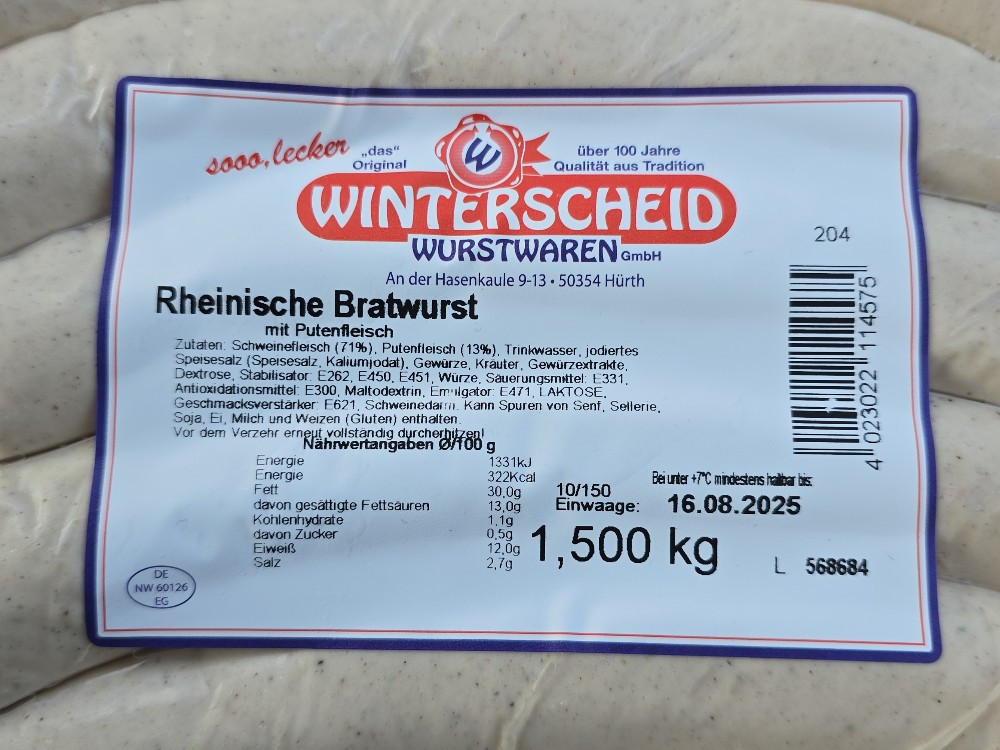 sooo, lecker
„das“
Original
W
über 100 Jahre
Qualität aus Tradition
WINTERSCHEID
WURSTWAREN GmbH
An der Hasenkaule 9-13 • 50354 Hürth
204
4 023022 114575
Rheinische Bratwurst
mit Putenfleisch
Zutaten: Schweinefleisch (71%), Putenfleisch (13%), Trinkwasser, jodiertes
Speisesalz (Speisesalz, Kaliumjodat), Gewürze, Kräuter, Gewürzextrakte,
Dextrose, Stabilisator: E262, E450, E451, Würze, Säuerungsmittel: E331,
Antioxidationsmittel: E300, Maltodextrin, Emulgator: E471, LAKTOSE,
Geschmacksverstärker: E621, Schweinedarm. Kann Spuren von Senf, Sellerie,
Soja, Ei, Milch und Weizen (Gluten) enthalten.
Vor dem Verzehr erneut vollständig durcherhitzen!
Nährwertangaben Ø/100 g
Energie 1331kJ
Energie 322Kcal
Fett 30,0g
davon gesättigte Fettsäuren 13,0g
Kohlenhydrate 1,1g
davon Zucker 0,5g
Eiweiß 12,0g
Salz 2,7g
10/150
Einwaage:
1,500 kg
Bei unter +7°C mindestens haltbar bis:
16.08.2025
L 568684
DE
NW 60126
EG